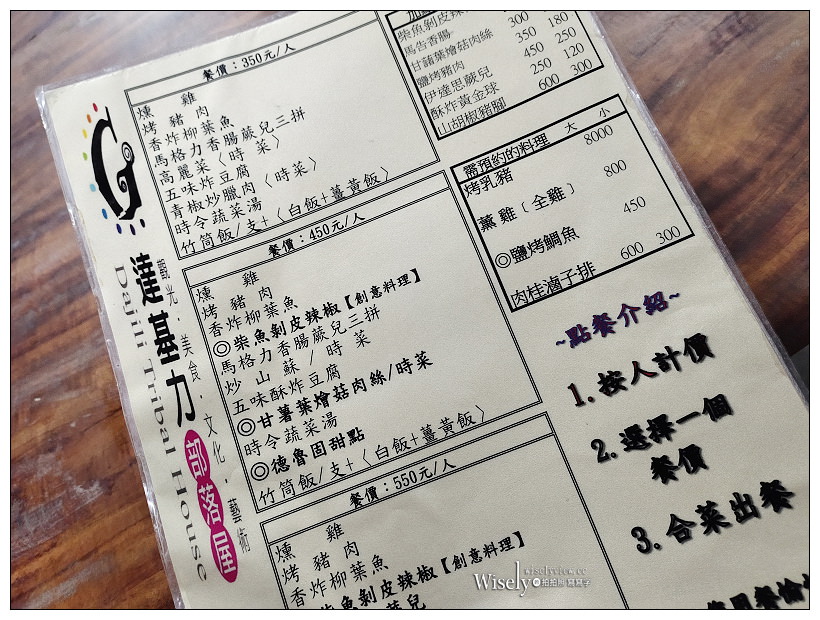 達基力部落屋
Dajili Tribal House
觀光・美食・文化・藝術
餐價：350元/人
燻雞
烤豬肉
香炸柳葉魚
馬格力香腸蕨兒三拼
高麗菜〈時菜〉
五味炸豆腐
青椒炒臘肉〈時菜〉
時令蔬菜湯
竹筒飯/支+〈白飯+薑黃飯〉
餐價：450元/人
燻雞
烤豬肉
香炸柳葉魚
◎柴魚剝皮辣椒【創意料理】
馬格力香腸蕨兒三拼
炒山蘇/時菜
五味酥炸豆腐
◎甘薯葉燴菇肉絲/時菜
時令蔬菜湯
◎德魯固甜點
竹筒飯/支+〈白飯+薑黃飯〉
餐價：550元/人
燻雞
烤豬肉
香炸柳葉魚
柴魚剝皮辣椒【創意料理】
柴魚剝皮辣
馬告香腸 300 180
甘藷葉燴菇肉絲 350 250
鹽烤豬肉 450 250
伊達思蕨兒 250 120
酥炸黃金球 600 300
山胡椒豬腳
需預約的料理 大 小
烤乳豬 8000
薰雞﹝全雞﹞ 800
◎鹽烤鯛魚 450
肉桂滷子排 600 300
~點餐介紹~
1.按人計價
2.選擇一個
餐價
3.合菜出餐
用餐愉
Wisely
wiselyview.cc
拍拍照寫寫字